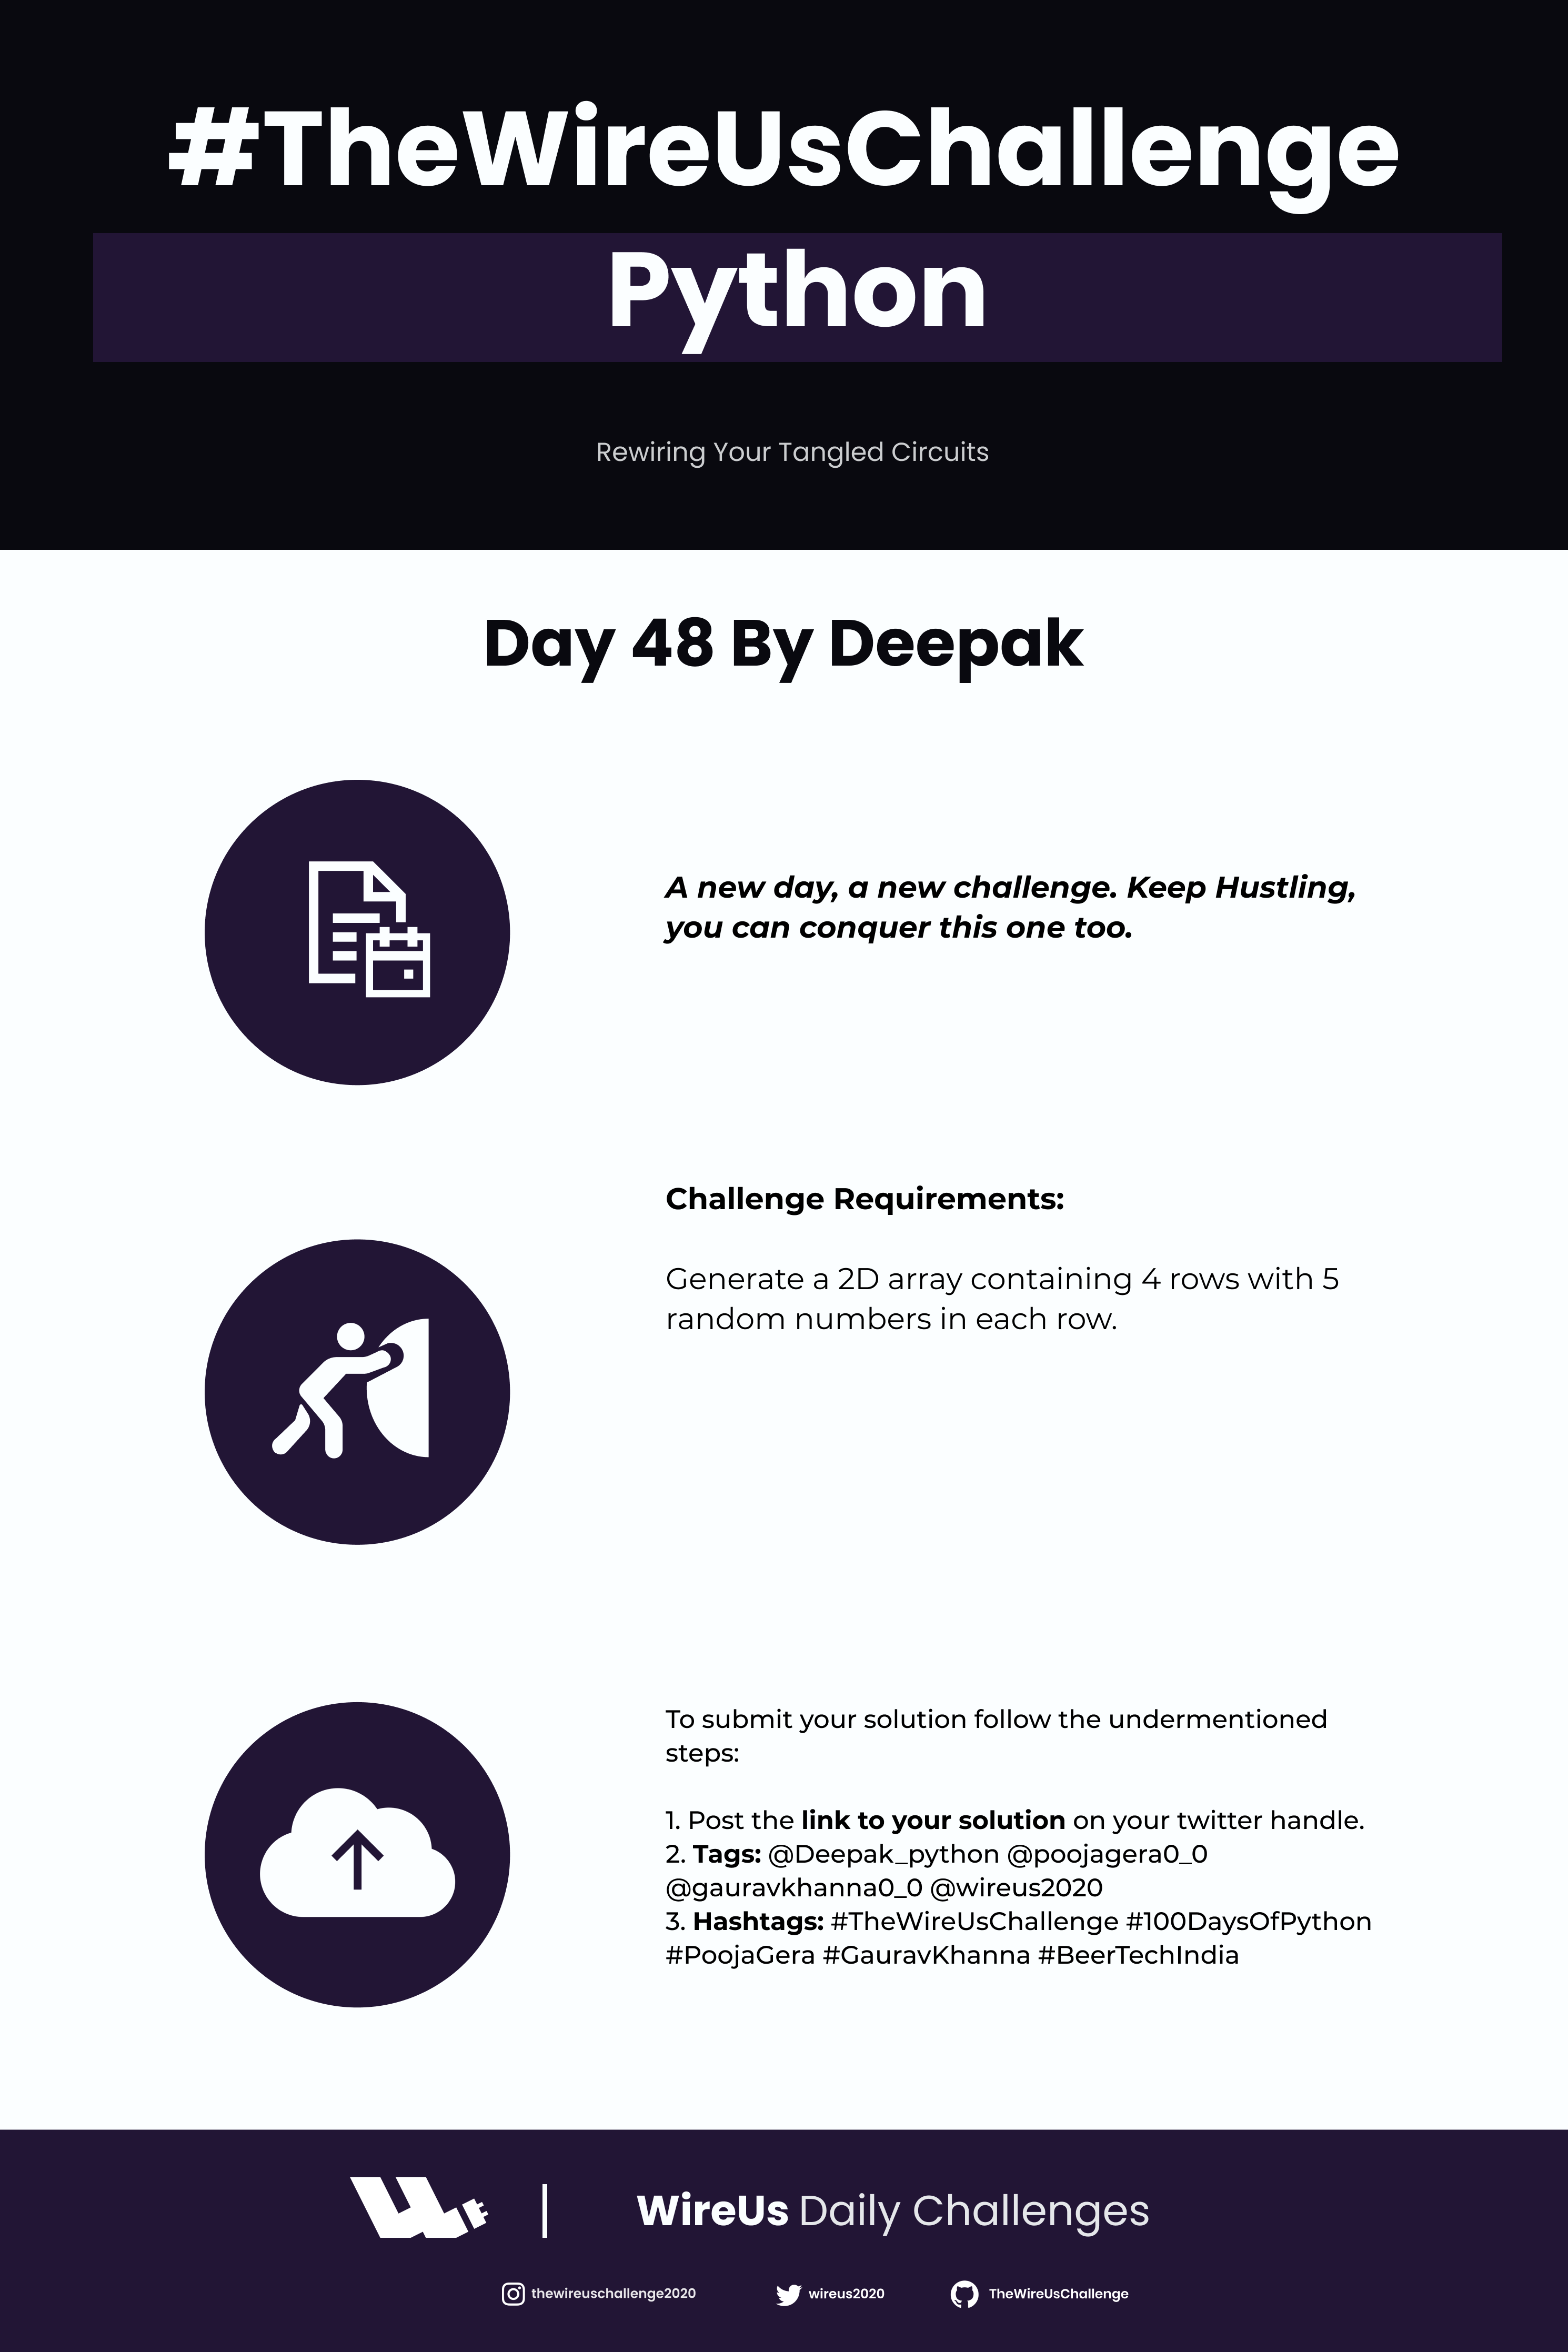 #TheWireUsChallenge
Python
Rewiring Your Tangled Circuits
Day 48 By Deepak
A new day, a new challenge. Keep Hustling,
you can conquer this one too.
Challenge Requirements:
Generate a 2D array containing 4 rows with 5
random numbers in each row.
To submit your solution follow the undermentioned
steps:
1. Post the link to your solution on your twitter handle.
2. Tags: @Deepak_python @poojagera0_0
@gauravkhanna0_0 @wireus2020
3. Hashtags: #TheWireUsChallenge #100DaysOfPython
#PoojaGera #GauravKhanna #BeerTechIndia
WireUs Daily Challenges
thewireuschallenge2020 wireus2020 TheWireUsChallenge